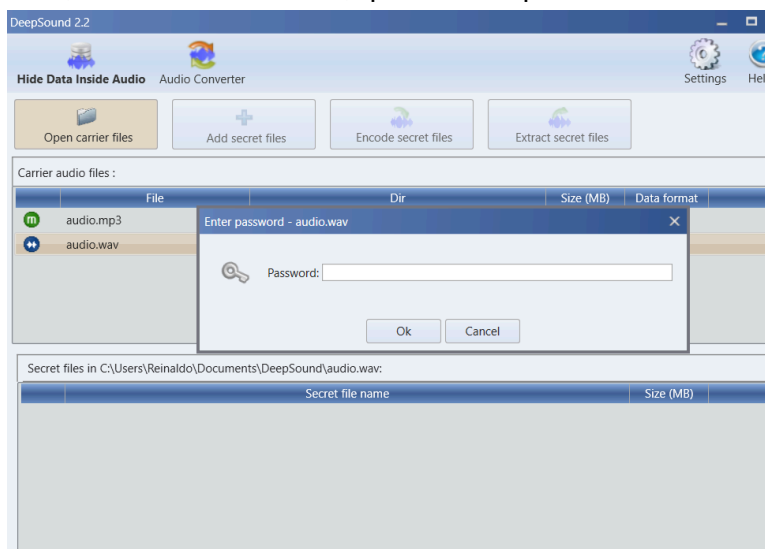 DeepSound 2.2
Hide Data Inside Audio Audio Converter Settings
Open carrier files Add secret files Encode secret files Extract secret files
Carrier audio files :
File Dir Size (MB) Data format
audio.mp3
Enter password - audio.wav
audio.wav
Password:
Ok Cancel
Secret files in C:\Users\Reinaldo\Documents\DeepSound\audio.wav:
Secret file name Size (MB)